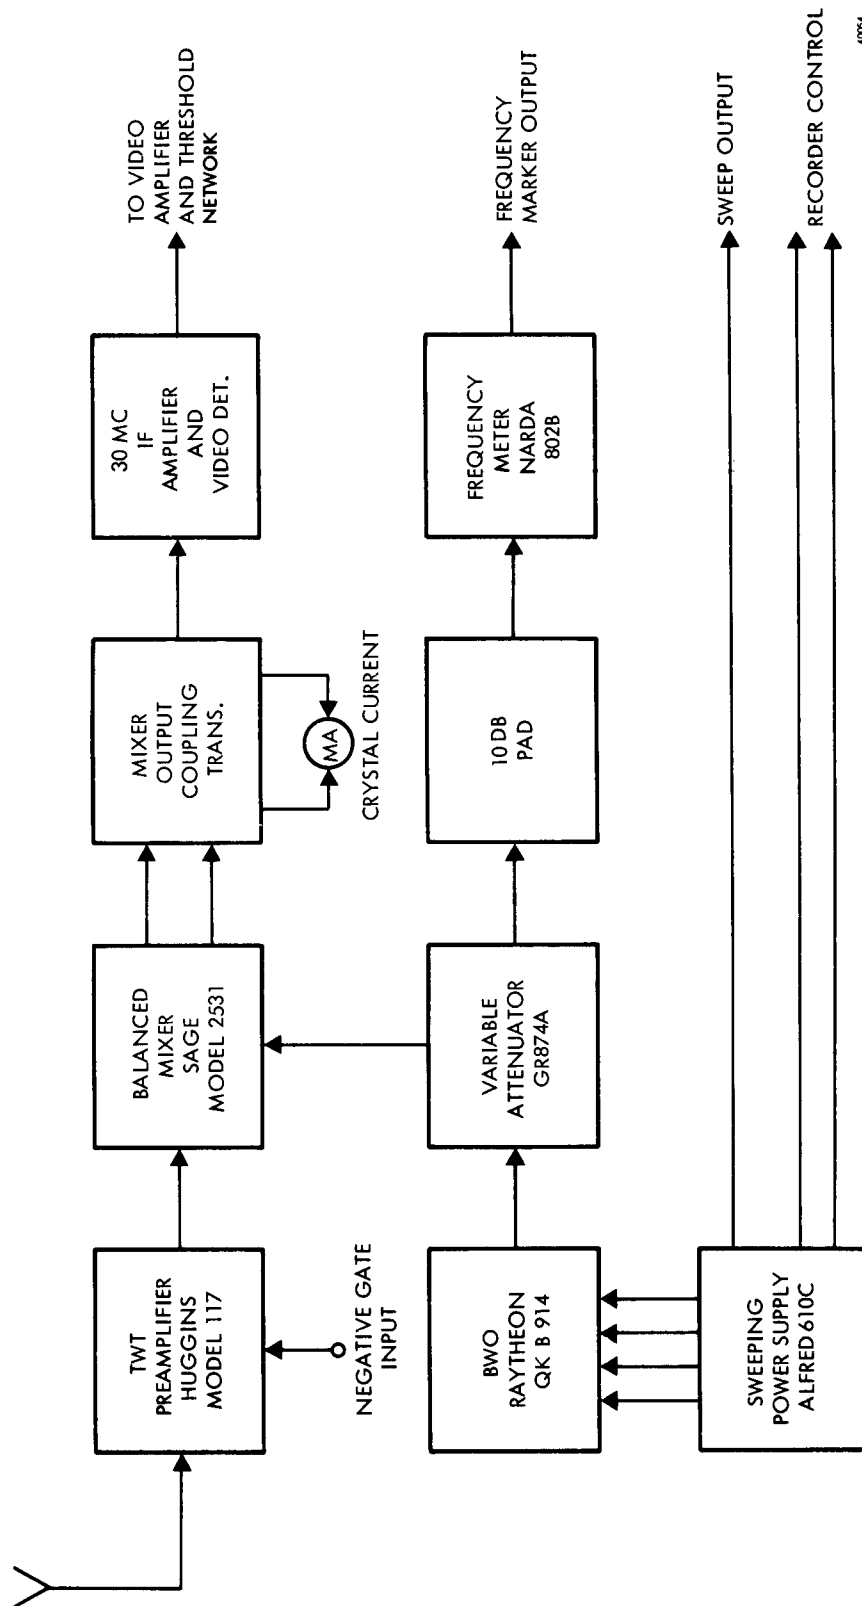 TWT
PREAMPLIFIER
HUGGINS
MODEL 117
NEGATIVE GATE
INPUT
BALANCED
MIXER
SAGE
MODEL 2531
MIXER
OUTPUT
COUPLING
TRANS.
MA
CRYSTAL CURRENT
30 MC
IF
AMPLIFIER
AND
VIDEO DET.
TO VIDEO
AMPLIFIER
AND THRESHOLD
NETWORK
BWO
RAYTHEON
QK B 914
VARIABLE
ATTENUATOR
GR874A
10 DB
PAD
FREQUENCY
METER
NARDA
802B
FREQUENCY
MARKER OUTPUT
SWEEPING
POWER SUPPLY
ALFRED 610C
SWEEP OUTPUT
RECORDER CONTROL